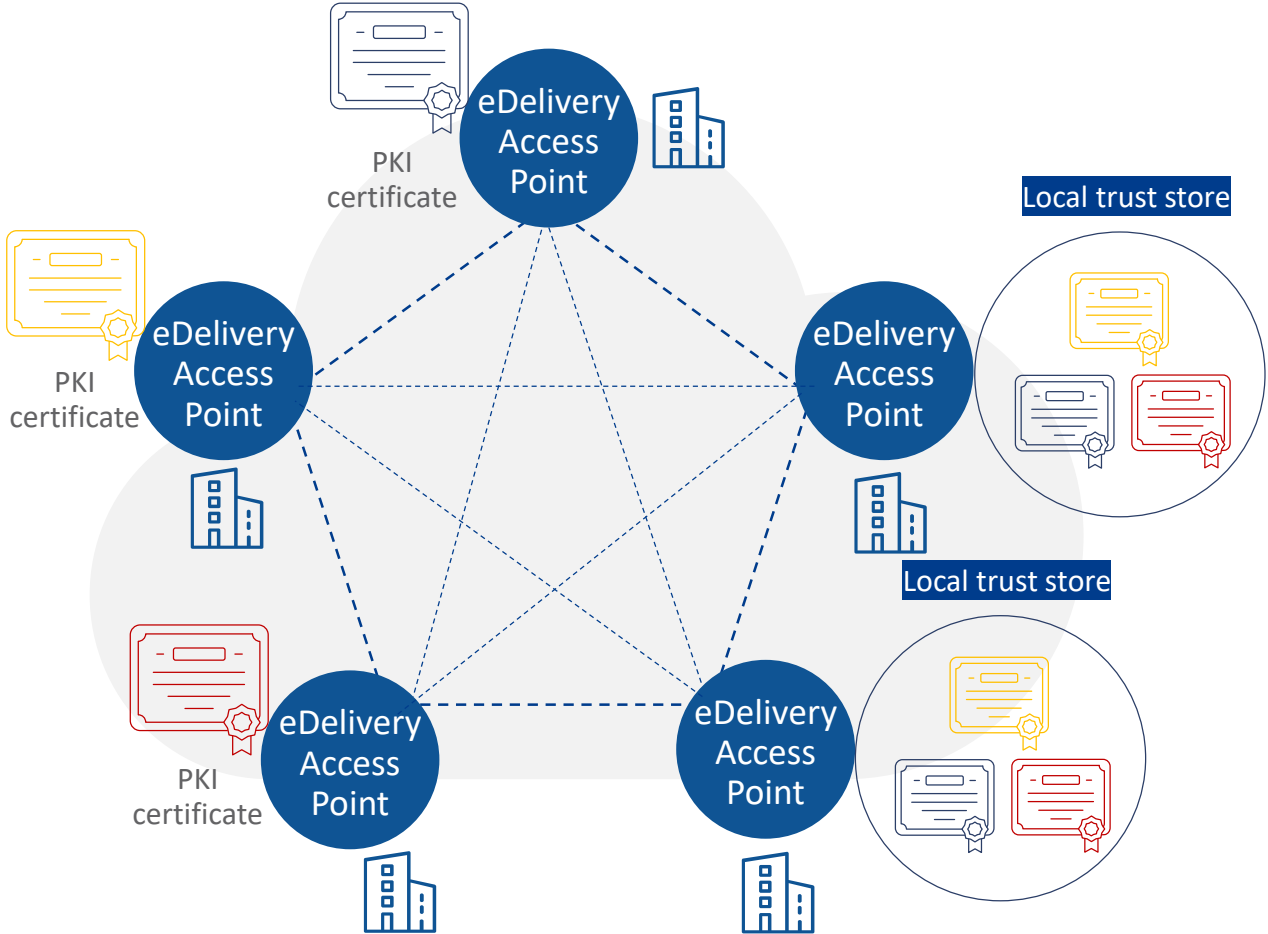 eDelivery
Access
Point
PKI
certificate
Local trust store
eDelivery
Access
Point
PKI
certificate
eDelivery
Access
Point
Local trust store
eDelivery
Access
Point
PKI
certificate
eDelivery
Access
Point